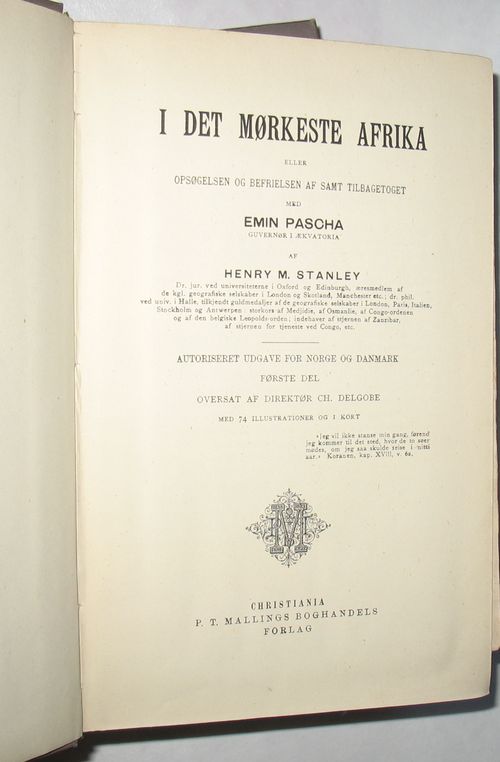 I DET MØRKESTE AFRIKA
ELLER
OPSØGELSEN OG BEFRIELSEN AF SAMT TILBAGETOGET
MED
EMIN PASCHA
GUVERNØR I ÆKVATORIA
AF
HENRY M. STANLEY
Dr. jur. ved universiteterne i Oxford og Edinburgh, æresmedlem af
de kgl. geografiske selskaber i London og Skotland, Manchester etc.; dr. phil.
ved univ. i Halle, tilkjendt guldmedaljer af de geografiske selskaber i London, Paris, Italien,
Stockholm og Antwerpen; storkors af Medjidie, af Osmanlie, af Congo-ordenen
og af den belgiske Leopolds-orden; indehaver af stjernen af Zanzibar,
af stjernen for tjeneste ved Congo, etc.
AUTORISERET UDGAVE FOR NORGE OG DANMARK
FØRSTE DEL
OVERSAT AF DIREKTØR CH. DELGOBE
MED 74 ILLUSTRATIONER OG 1 KORT
»Jeg vil ikke stanse min gang, førend
jeg kommer til det sted, hvor de to søer
mødes, om jeg saa skulde reise i otti
aar.» Koranen, kap. XVIII, v. 62.
M
CHRISTIANIA
P. T. MALLINGS BOGHANDELS
FORLAG